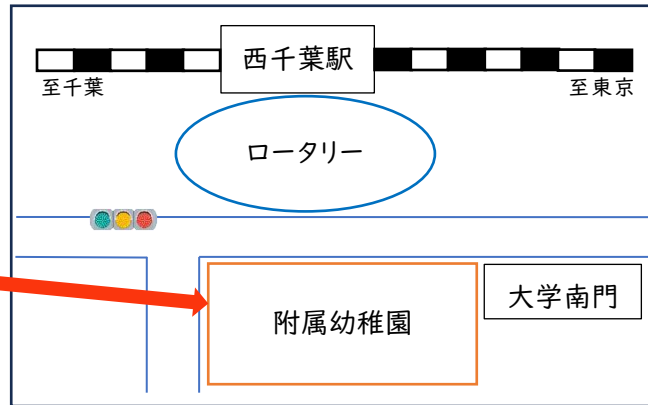 西千葉駅
至千葉
至東京
ロータリー
大学南門
附属幼稚園